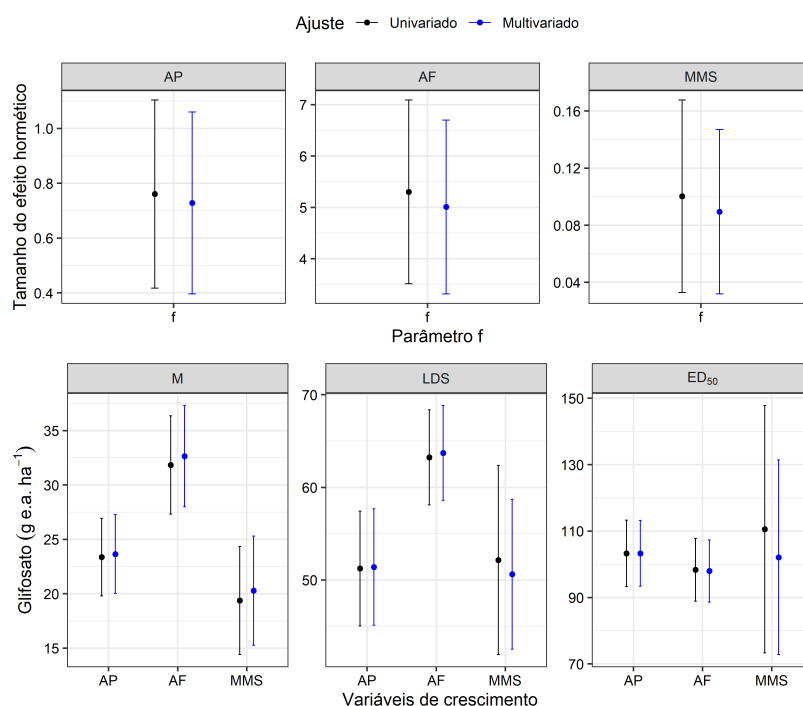 Ajuste Univariado Multivariado
AP AF MMS
Tamanho do efeito hormético
1.0
0.8
0.6
0.4
7
6
5
4
0.16
0.12
0.08
0.04
f f f
Parâmetro f
M LDS ED₅₀
Glifosato (g e.a. ha⁻¹)
35
30
25
20
15
70
60
50
150
130
110
90
70
AP AF MMS AP AF MMS AP AF MMS
Variáveis de crescimento